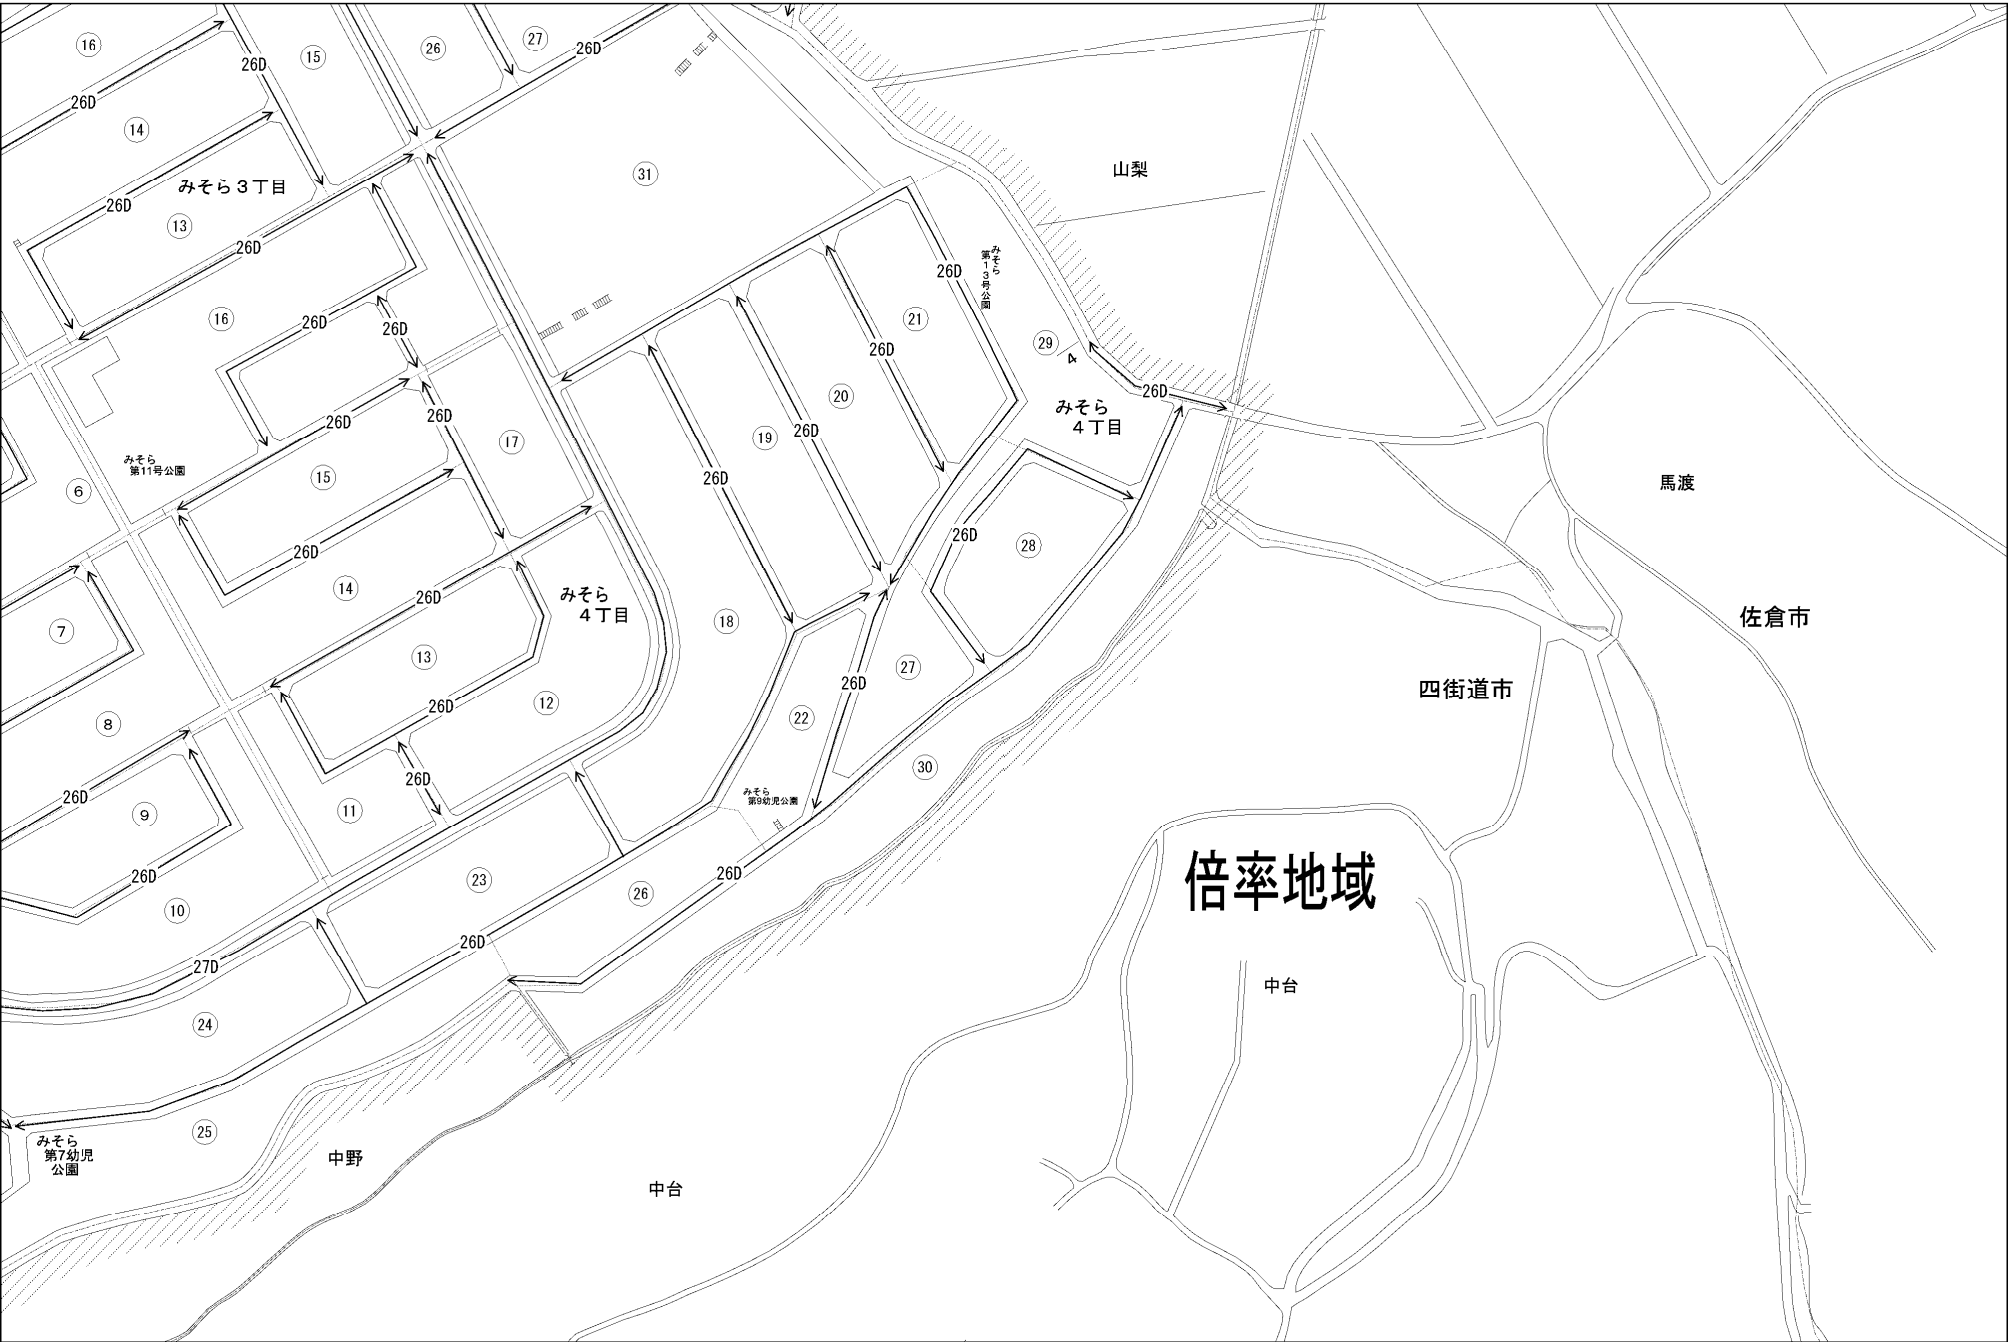 16
15
26
27
26D
26D
26D
14
31
山梨
みそら３丁目
26D
13
26D
みそら
第13号公園
26D
16
26D
26D
21
29
4
26D
26D
20
みそら
４丁目
26D
26D
26D
17
19
みそら
第11号公園
15
6
26D
馬渡
26D
28
26D
14
26D
みそら
４丁目
佐倉市
7
18
13
27
26D
四街道市
8
26D
12
22
26D
30
26D
9
11
みそら
第9幼児公園
26D
23
26D
26
倍率地域
10
26D
27D
中台
24
25
みそら
第7幼児
公園
中野
中台